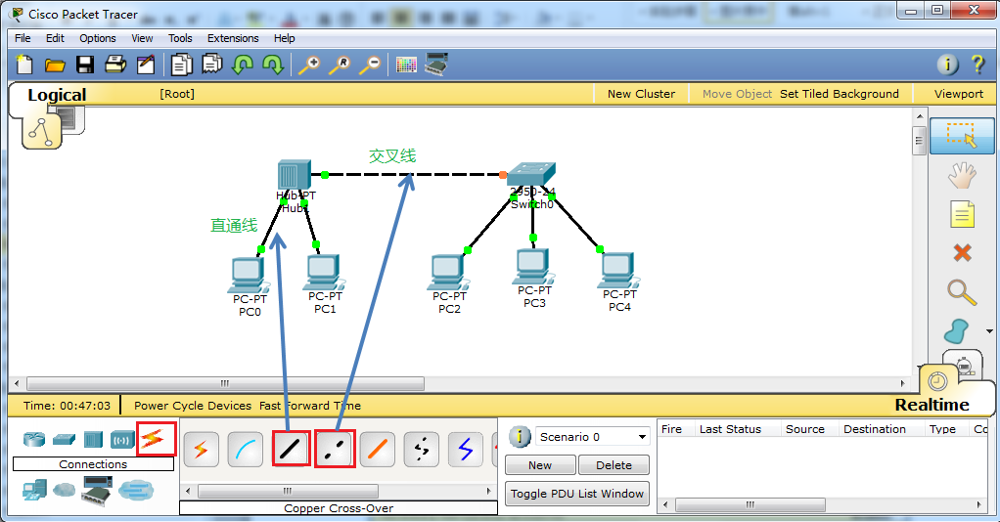 Cisco Packet Tracer
File Edit Options View Tools Extensions Help
Logical [Root] New Cluster Move Object Set Tiled Background Viewport
交叉线
Hub-PT
Hub1
2950-24
Switch0
直通线
PC-PT
PC0
PC-PT
PC1
PC-PT
PC2
PC-PT
PC3
PC-PT
PC4
Time: 00:47:03 Power Cycle Devices Fast Forward Time Realtime
Connections
Copper Cross-Over
Scenario 0
New Delete
Toggle PDU List Window
Fire Last Status Source Destination Type Co